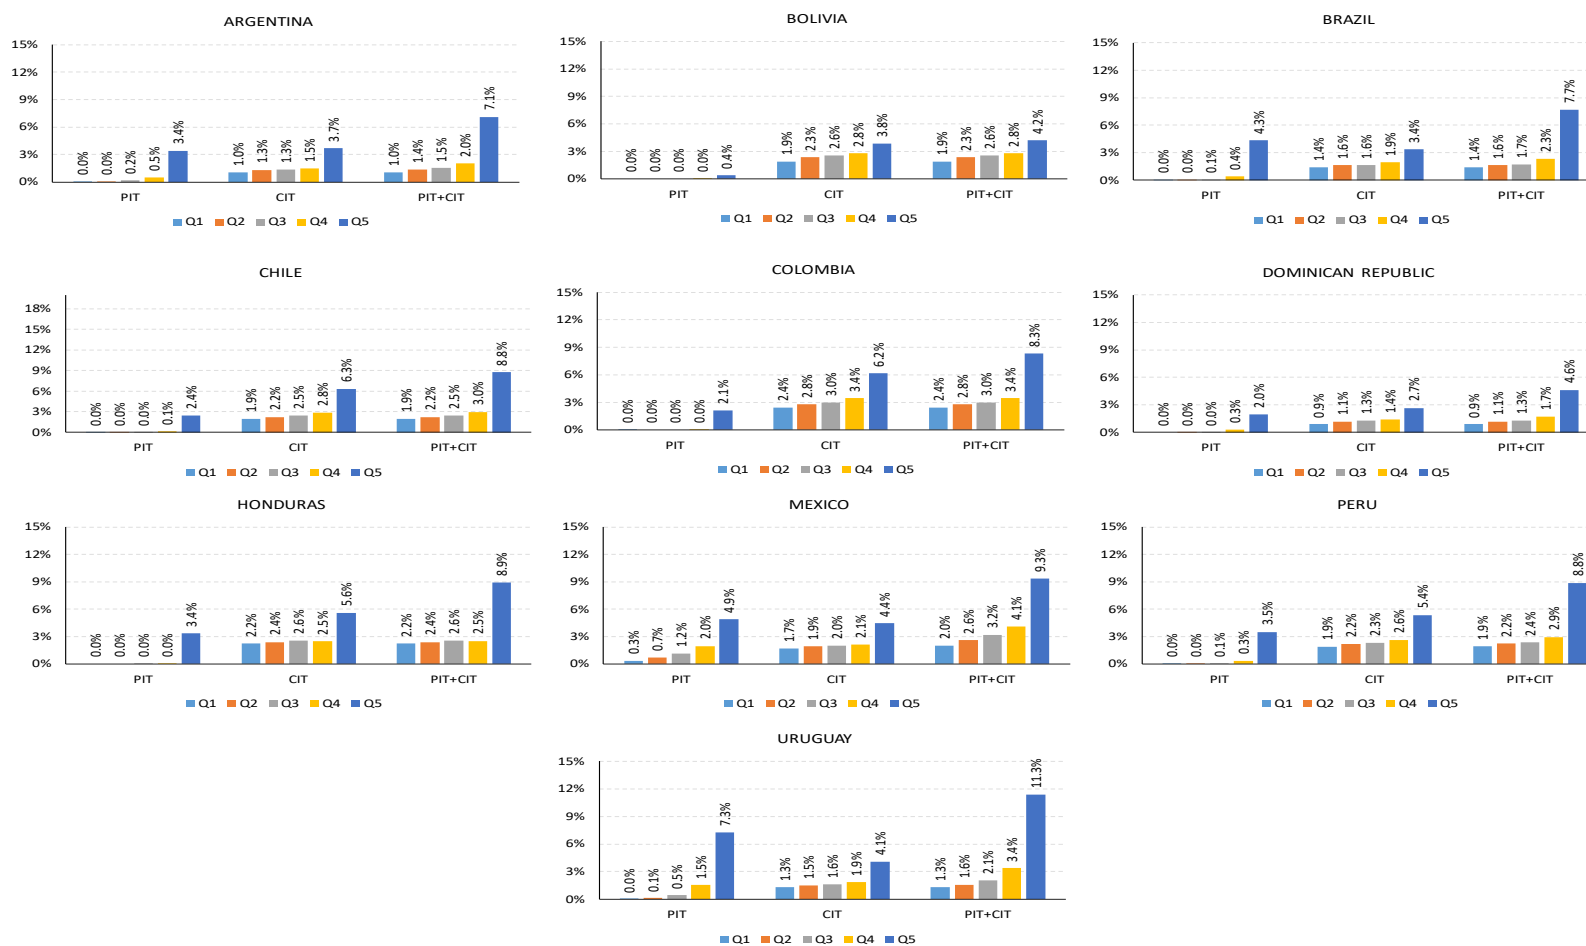 ARGENTINA
15%
12%
9%
6%
3%
0%
0.0% 0.0% 0.2% 0.5% 3.4%
1.0% 1.3% 1.3% 1.5% 3.7%
1.0% 1.4% 1.5% 2.0% 7.1%
PIT CIT PIT+CIT
Q1 Q2 Q3 Q4 Q5
BOLIVIA
15%
12%
9%
6%
3%
0%
0.0% 0.0% 0.0% 0.0% 0.4%
1.9% 2.3% 2.6% 2.8% 3.8%
1.9% 2.3% 2.6% 2.8% 4.2%
PIT CIT PIT+CIT
Q1 Q2 Q3 Q4 Q5
BRAZIL
15%
12%
9%
6%
3%
0%
0.0% 0.0% 0.1% 0.4% 4.3%
1.4% 1.6% 1.6% 1.9% 3.4%
1.4% 1.6% 1.7% 2.3% 7.7%
PIT CIT PIT+CIT
Q1 Q2 Q3 Q4 Q5
CHILE
18%
15%
12%
9%
6%
3%
0%
0.0% 0.0% 0.0% 0.1% 2.4%
1.9% 2.2% 2.5% 2.8% 6.3%
1.9% 2.2% 2.5% 3.0% 8.8%
PIT CIT PIT+CIT
Q1 Q2 Q3 Q4 Q5
COLOMBIA
15%
12%
9%
6%
3%
0%
0.0% 0.0% 0.0% 0.0% 2.1%
2.4% 2.8% 3.0% 3.4% 6.2%
2.4% 2.8% 3.0% 3.4% 8.3%
PIT CIT PIT+CIT
Q1 Q2 Q3 Q4 Q5
DOMINICAN REPUBLIC
15%
12%
9%
6%
3%
0%
0.0% 0.0% 0.0% 0.3% 2.0%
0.9% 1.1% 1.3% 1.4% 2.7%
0.9% 1.1% 1.3% 1.7% 4.6%
PIT CIT PIT+CIT
Q1 Q2 Q3 Q4 Q5
HONDURAS
15%
12%
9%
6%
3%
0%
0.0% 0.0% 0.0% 0.0% 3.4%
2.2% 2.4% 2.6% 2.5% 5.6%
2.2% 2.4% 2.6% 2.5% 8.9%
PIT CIT PIT+CIT
Q1 Q2 Q3 Q4 Q5
MEXICO
15%
12%
9%
6%
3%
0%
0.3% 0.7% 1.2% 2.0% 4.9%
1.7% 1.9% 2.0% 2.1% 4.4%
2.0% 2.6% 3.2% 4.1% 9.3%
PIT CIT PIT+CIT
Q1 Q2 Q3 Q4 Q5
PERU
15%
12%
9%
6%
3%
0%
0.0% 0.0% 0.1% 0.3% 3.5%
1.9% 2.2% 2.3% 2.6% 5.4%
1.9% 2.2% 2.4% 2.9% 8.8%
PIT CIT PIT+CIT
Q1 Q2 Q3 Q4 Q5
URUGUAY
15%
12%
9%
6%
3%
0%
0.0% 0.1% 0.5% 1.5% 7.3%
1.3% 1.5% 1.6% 1.9% 4.1%
1.3% 1.6% 2.1% 3.4% 11.3%
PIT CIT PIT+CIT
Q1 Q2 Q3 Q4 Q5